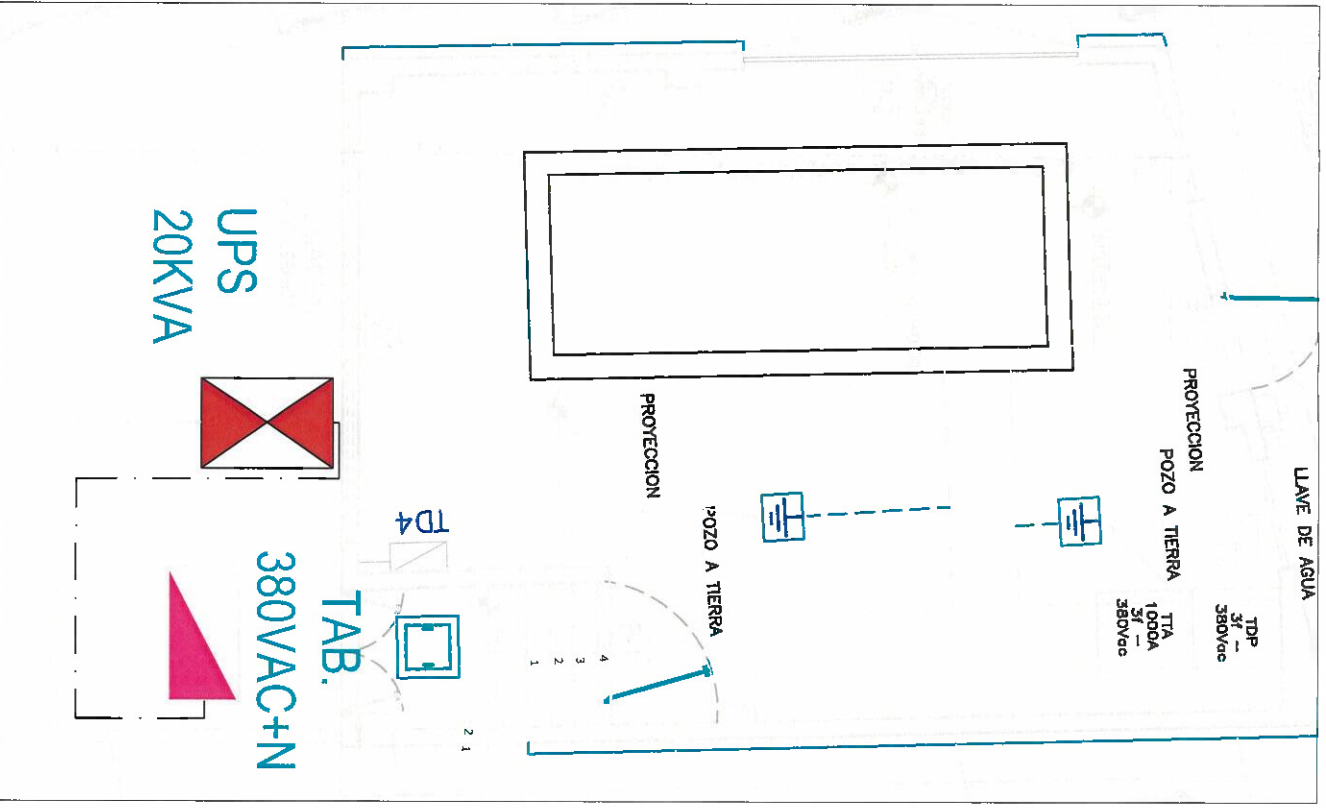 LLAVE DE AGUA
TDP
3f ~
380Vac
TTA
1000A
3f ~
380Vac
PROYECCION
POZO A TIERRA
PROYECCION
POZO A TIERRA
4
3
2
1
2
1
TD4
TAB.
380VAC+N
UPS
20KVA